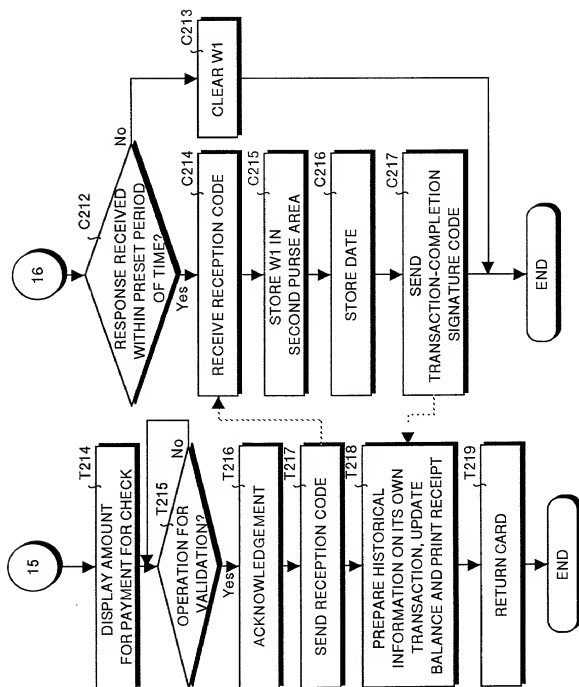 15
T214
DISPLAY AMOUNT
FOR PAYMENT FOR CHECK
T215
OPERATION FOR
VALIDATION?
No
Yes
T216
ACKNOWLEDGEMENT
T217
SEND RECEPTION CODE
T218
PREPARE HISTORICAL
INFORMATION ON ITS OWN
TRANSACTION, UPDATE
BALANCE AND PRINT RECEIPT
T219
RETURN CARD
END
16
C212
RESPONSE RECEIVED
WITHIN PRESET PERIOD
OF TIME?
No
Yes
C213
CLEAR W1
C214
RECEIVE RECEPTION CODE
C215
STORE W1 IN
SECOND PURSE AREA
C216
STORE DATE
C217
SEND
TRANSACTION-COMPLETION
SIGNATURE CODE
END